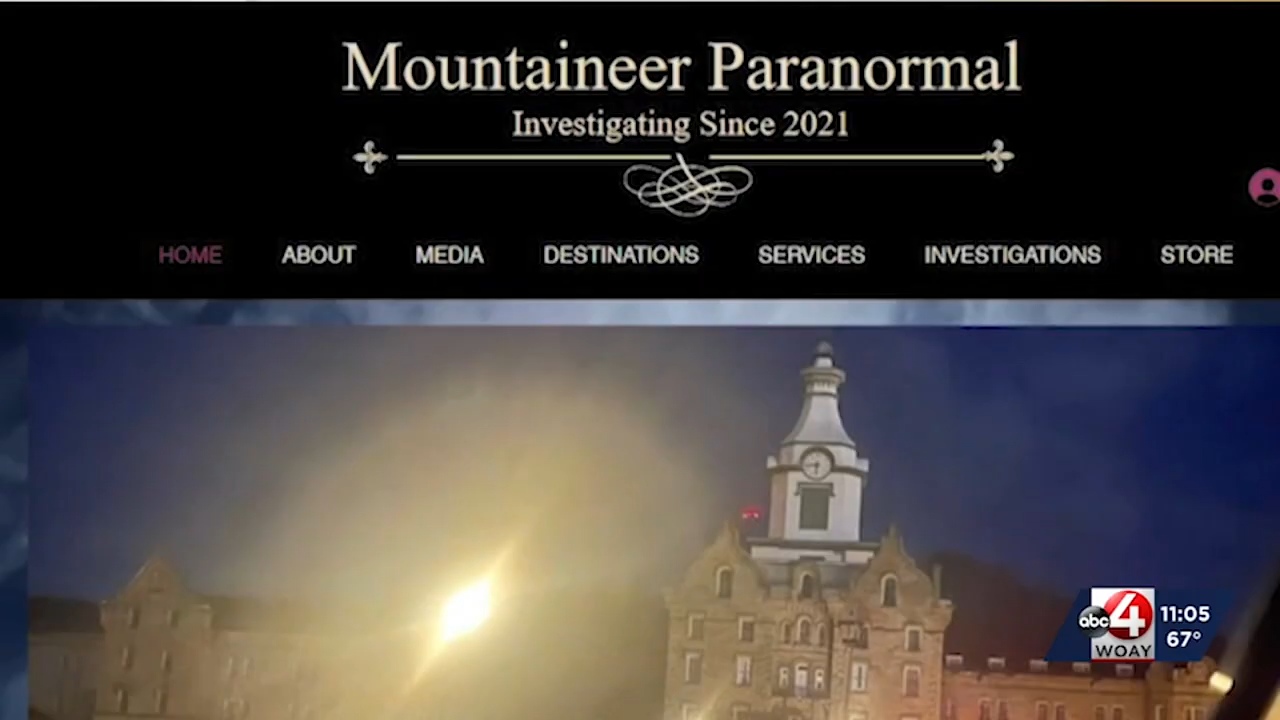 Mountaineer Paranormal
Investigating Since 2021
HOME ABOUT MEDIA DESTINATIONS SERVICES INVESTIGATIONS STORE
abc 4 11:05
WOAY 67°